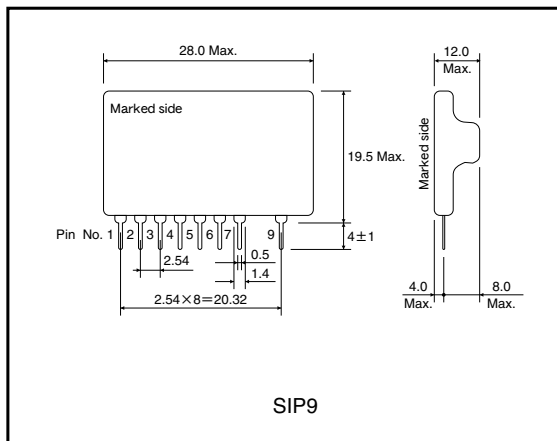 28.0 Max.
12.0
Max.
Marked side
Marked side
19.5 Max.
Pin No. 1 2 3 4 5 6 7 9
4±1
2.54
0.5
1.4
2.54×8=20.32
4.0
Max.
8.0
Max.
SIP9